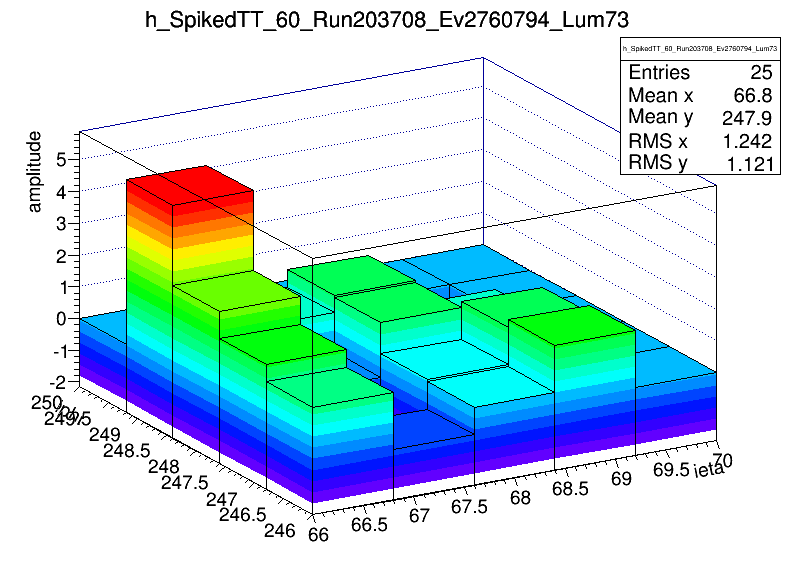 h_SpikedTT_60_Run203708_Ev2760794_Lum73
h_SpikedTT_60_Run203708_Ev2760794_Lum73
Entries 25
Mean x 66.8
Mean y 247.9
RMS x 1.242
RMS y 1.121
amplitude
5
4
3
2
1
0
-1
-2
250
249.5
249
248.5
248
247.5
247
246.5
246
66
66.5
67
67.5
68
68.5
69
69.5
70
ieta